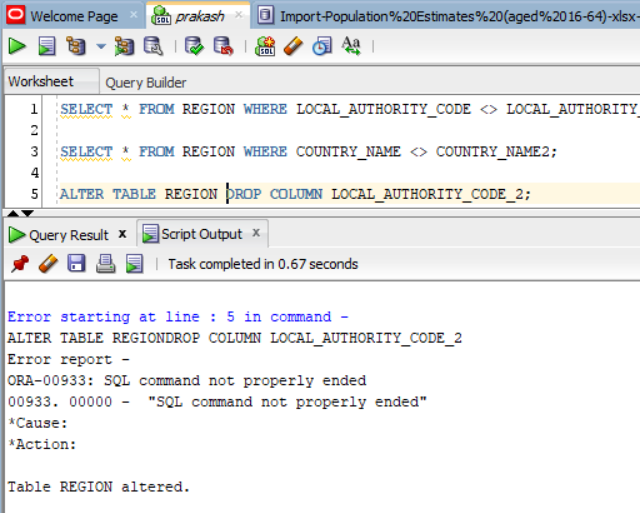 Welcome Page
prakash
Import-Population%20Estimates%20(aged%2016-64)-xlsx-
Worksheet Query Builder
1 SELECT * FROM REGION WHERE LOCAL_AUTHORITY_CODE <> LOCAL_AUTHORITY_
2
3 SELECT * FROM REGION WHERE COUNTRY_NAME <> COUNTRY_NAME2;
4
5 ALTER TABLE REGION DROP COLUMN LOCAL_AUTHORITY_CODE_2;
Query Result x Script Output x
Task completed in 0.67 seconds
Error starting at line : 5 in command -
ALTER TABLE REGIONDROP COLUMN LOCAL_AUTHORITY_CODE_2
Error report -
ORA-00933: SQL command not properly ended
00933. 00000 -  "SQL command not properly ended"
*Cause:
*Action:
Table REGION altered.